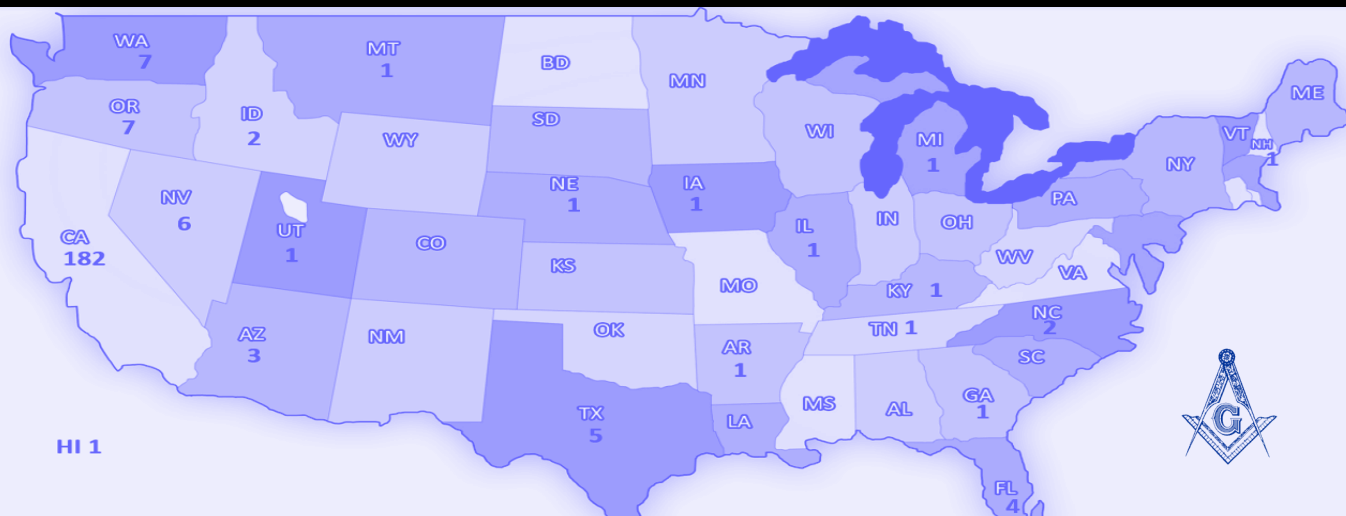 WA
7
MT
1
BD
MN
OR
7
ID
2
WY
SD
WI
MI
1
ME
VT
NH
1
NY
NV
6
UT
1
CO
NE
1
IA
1
IL
1
IN
OH
PA
CA
182
KS
MO
KY 1
WV
VA
AZ
3
NM
OK
AR
1
TN 1
NC
2
SC
TX
5
LA
MS
AL
GA
1
FL
4
HI 1
G